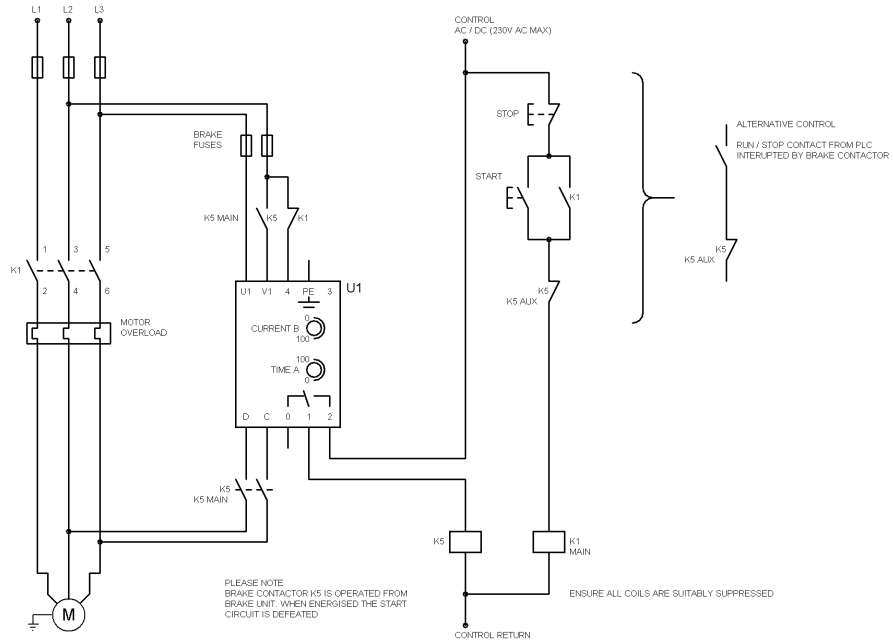 L1 L2 L3
CONTROL
AC / DC (230V AC MAX)
BRAKE
FUSES
STOP
START
K1
ALTERNATIVE CONTROL
RUN / STOP CONTACT FROM PLC
INTERUPTED BY BRAKE CONTACTOR
K5 MAIN K5 K1
1 3 5
K1
2 4 6
K5
K5 AUX
K5
K5 AUX
MOTOR
OVERLOAD
U1 V1 4 PE 3
U1
0
CURRENT B
100
100
TIME A
0
D C 0 1 2
K5
K5 MAIN
K5
K1
MAIN
M
PLEASE NOTE
BRAKE CONTACTOR K5 IS OPERATED FROM
BRAKE UNIT. WHEN ENERGISED THE START
CIRCUIT IS DEFEATED
ENSURE ALL COILS ARE SUITABLY SUPPRESSED
CONTROL RETURN